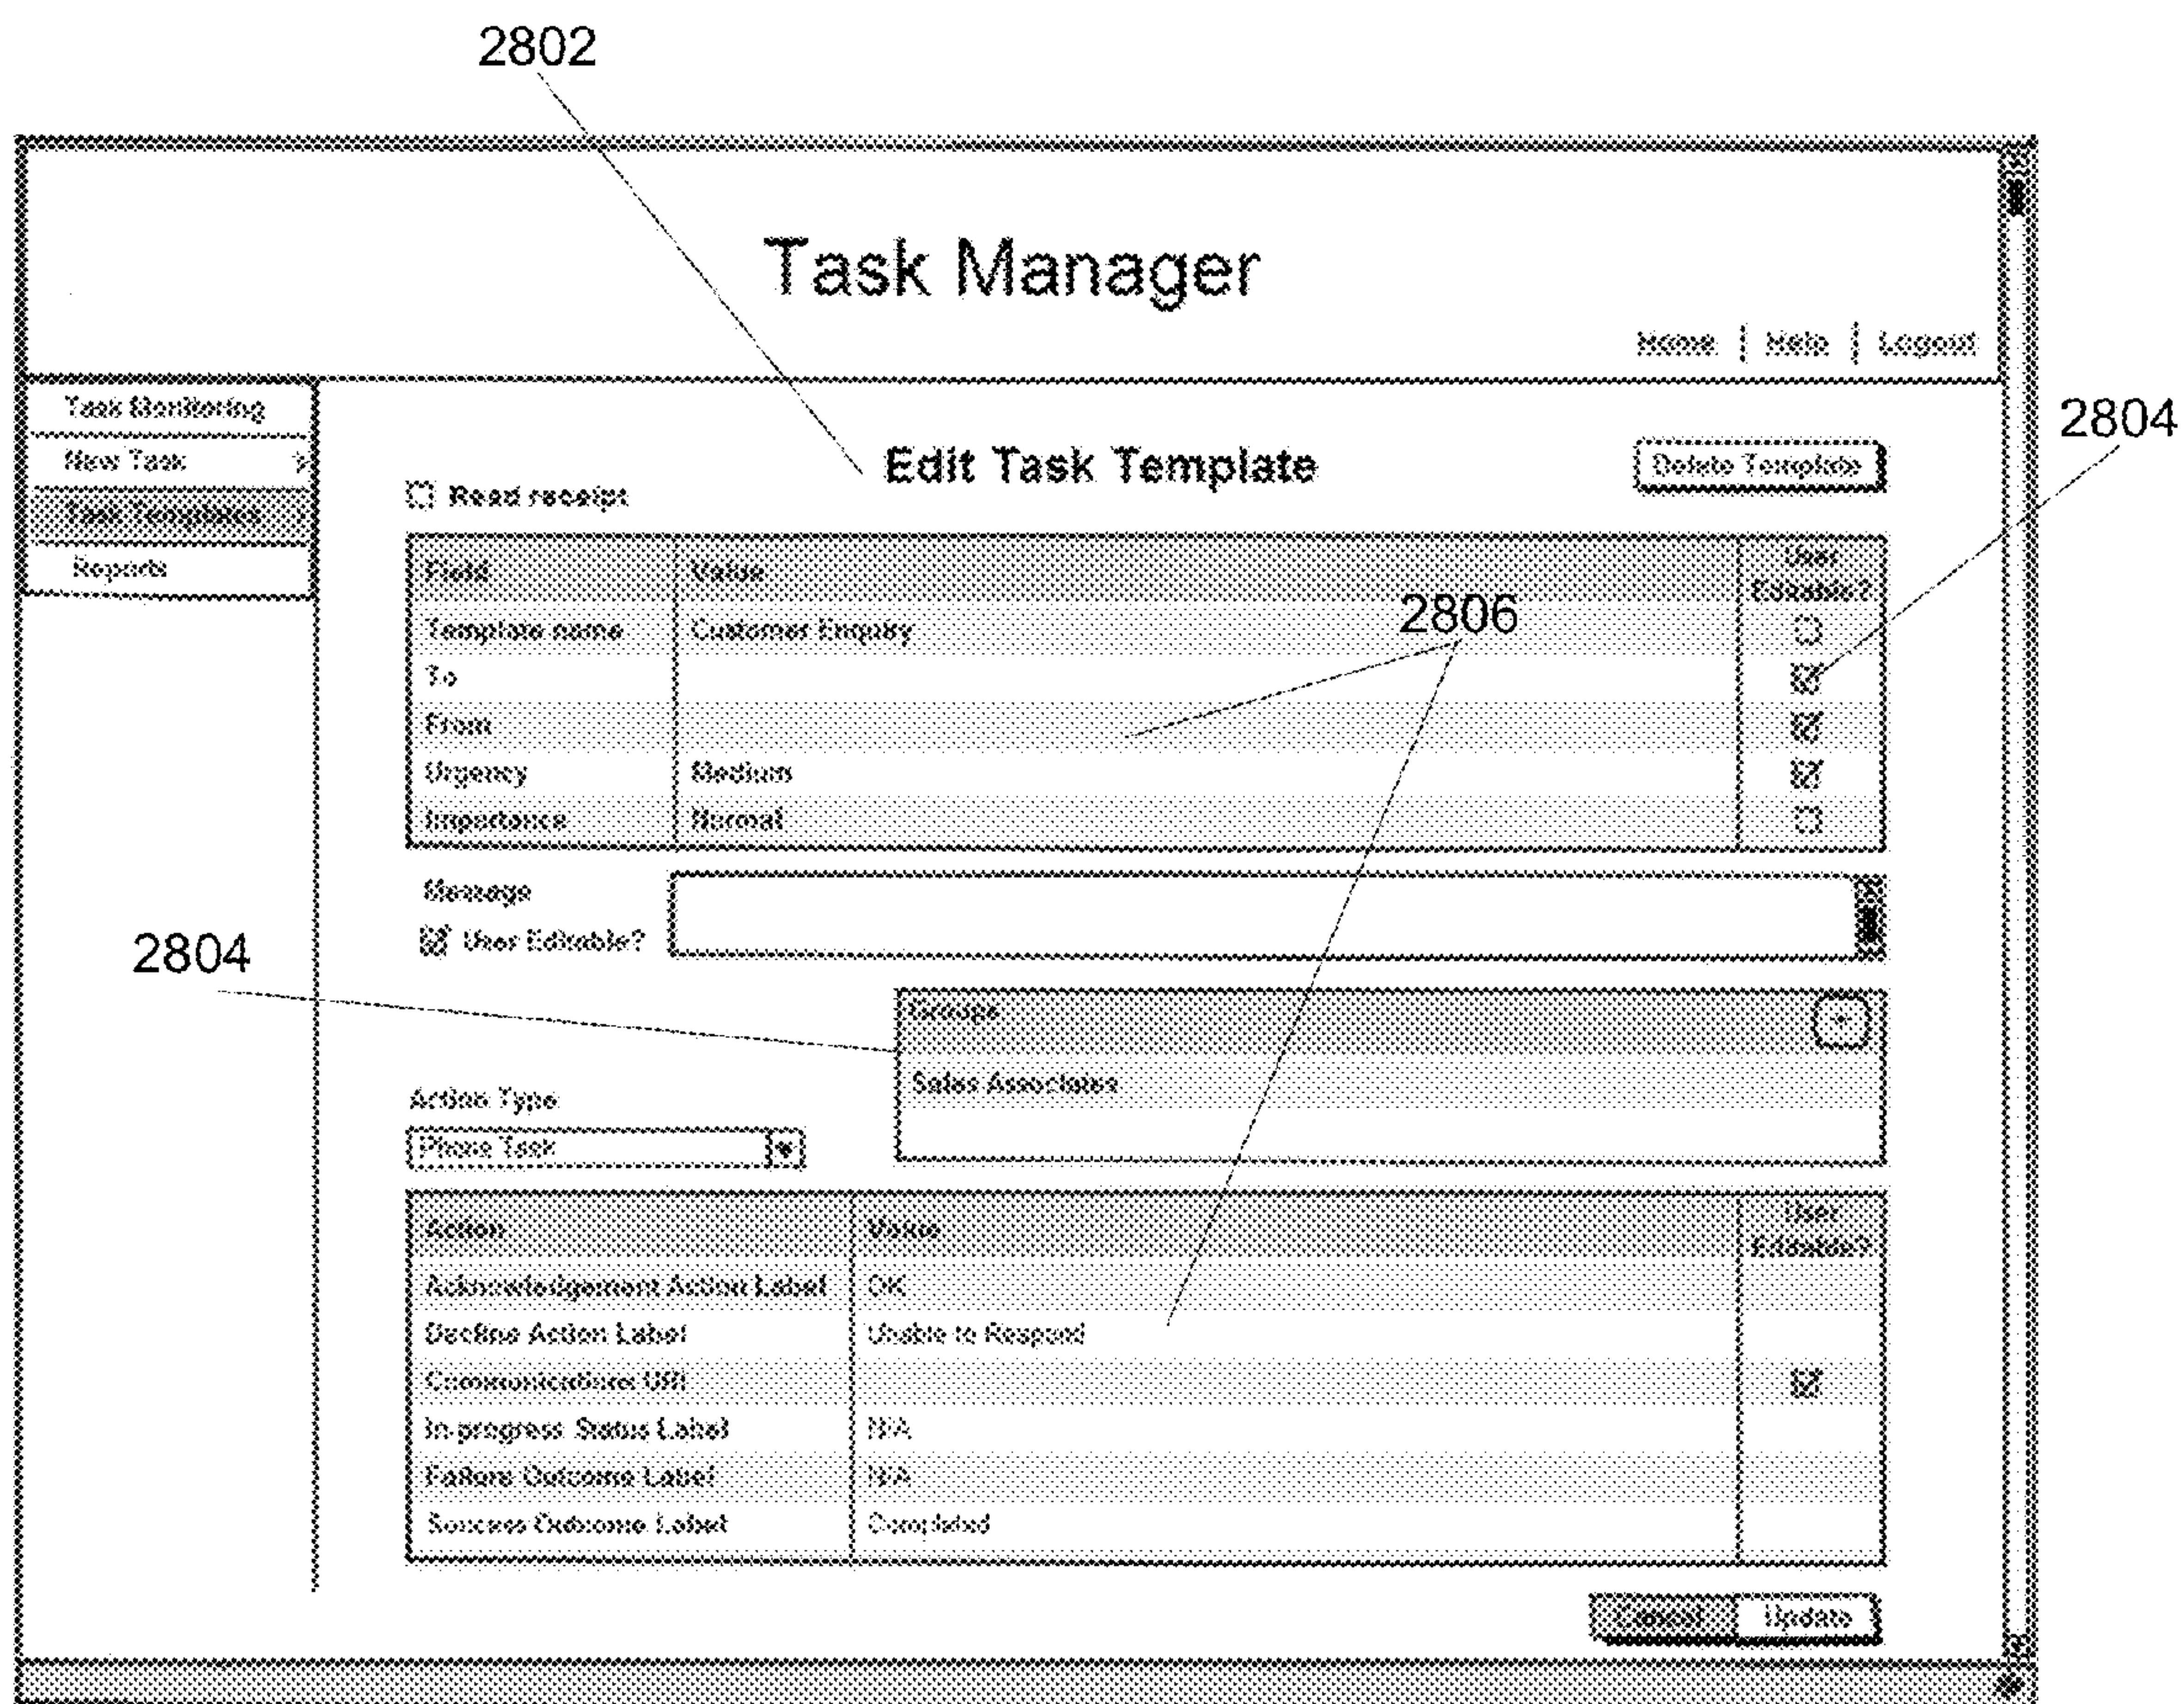 2802
Task Manager
Home | Help | Logout
Task Monitoring
New Task >
Task Templates
Reports
2804
Edit Task Template
Delete Template
Read receipt
Field Value User Editable?
Template name Customer Enquiry
2806
To
From
Urgency Medium
Importance Normal
Message
User Editable?
2804
Groups
Sales Associates
Action Type
Phone Task
Action Value User Editable?
Acknowledgement Action Label OK
Decline Action Label Unable to Respond
Communications URI
In-progress Status Label N/A
Failure Outcome Label N/A
Success Outcome Label Completed
Cancel Update